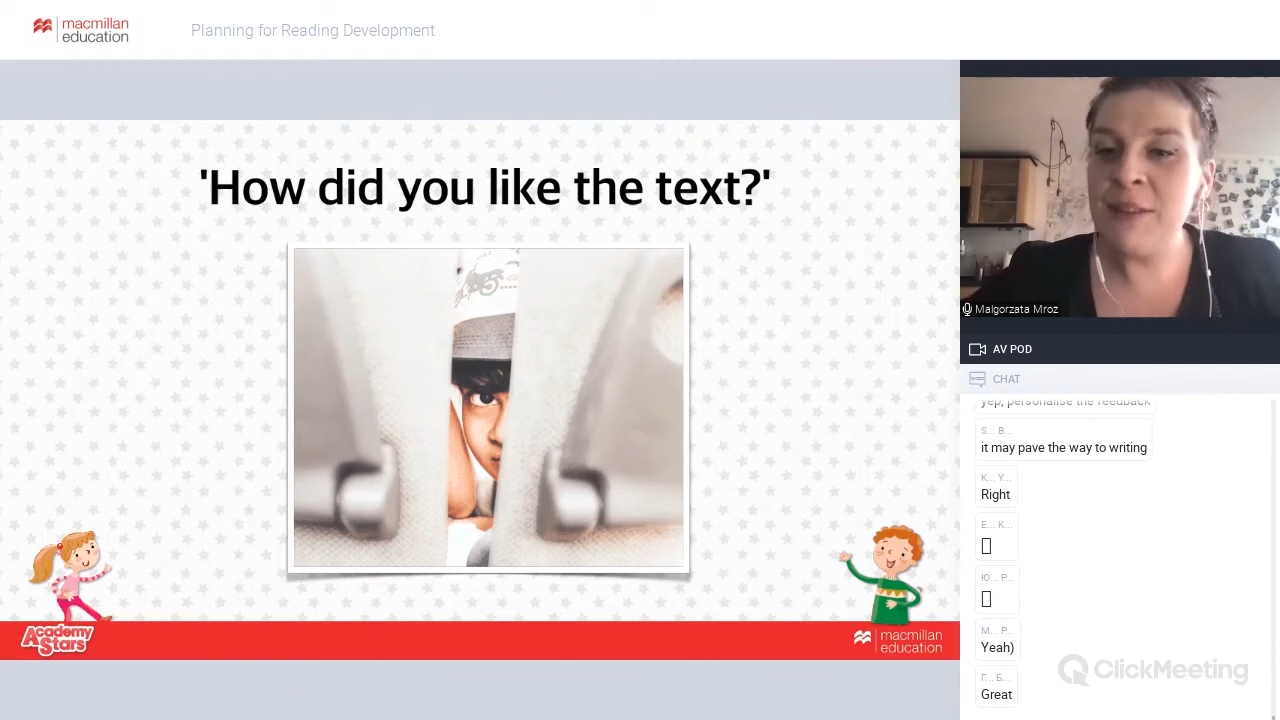 macmillan
education
Planning for Reading Development
'How did you like the text?'
Academy
Stars
macmillan
education
Malgorzata Mroz
AV POD
CHAT
yep, personalise the feedback
S... B...
it may pave the way to writing
K... Y...
Right
E... K...
Ю... P...
M... P...
Yeah)
Г... Б...
Great
ClickMeeting